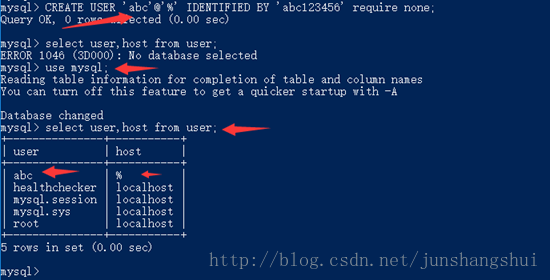 mysql> CREATE USER 'abc'@'%' IDENTIFIED BY 'abc123456' require none;
Query OK, 0 rows affected (0.00 sec)
mysql> select user,host from user;
ERROR 1046 (3D000): No database selected
mysql> use mysql;
Reading table information for completion of table and column names
You can turn off this feature to get a quicker startup with -A
Database changed
mysql> select user,host from user;
+---------------+-----------+
| user | host |
+---------------+-----------+
| abc | % |
| healthchecker | localhost |
| mysql.session | localhost |
| mysql.sys | localhost |
| root | localhost |
+---------------+-----------+
5 rows in set (0.00 sec)
http://blog.csdn.net/junshangshui
mysql>